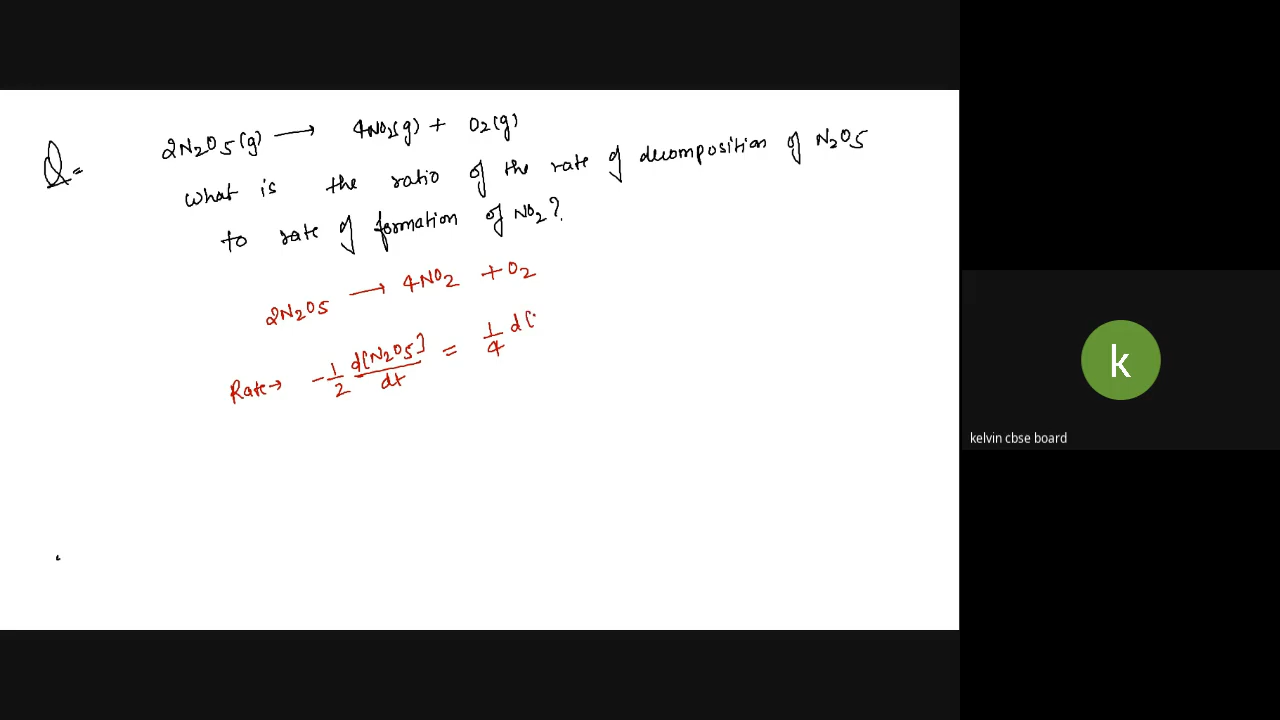 Q= 2N2O5(g) → 4NO2(g) + O2(g)
What is the ratio of the rate of decomposition of N2O5
to rate of formation of NO2?
2N2O5 → 4NO2 + O2
Rate → -1/2 d[N2O5]/dt = 1/4 d[
k
kelvin cbse board